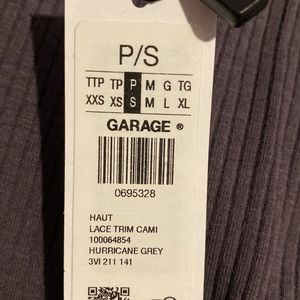 P/S
TTP TP P M G TG
XXS XS S M L XL
GARAGE ®
0695328
HAUT
LACE TRIM CAMI
100064854
HURRICANE GREY
3VI 211 141